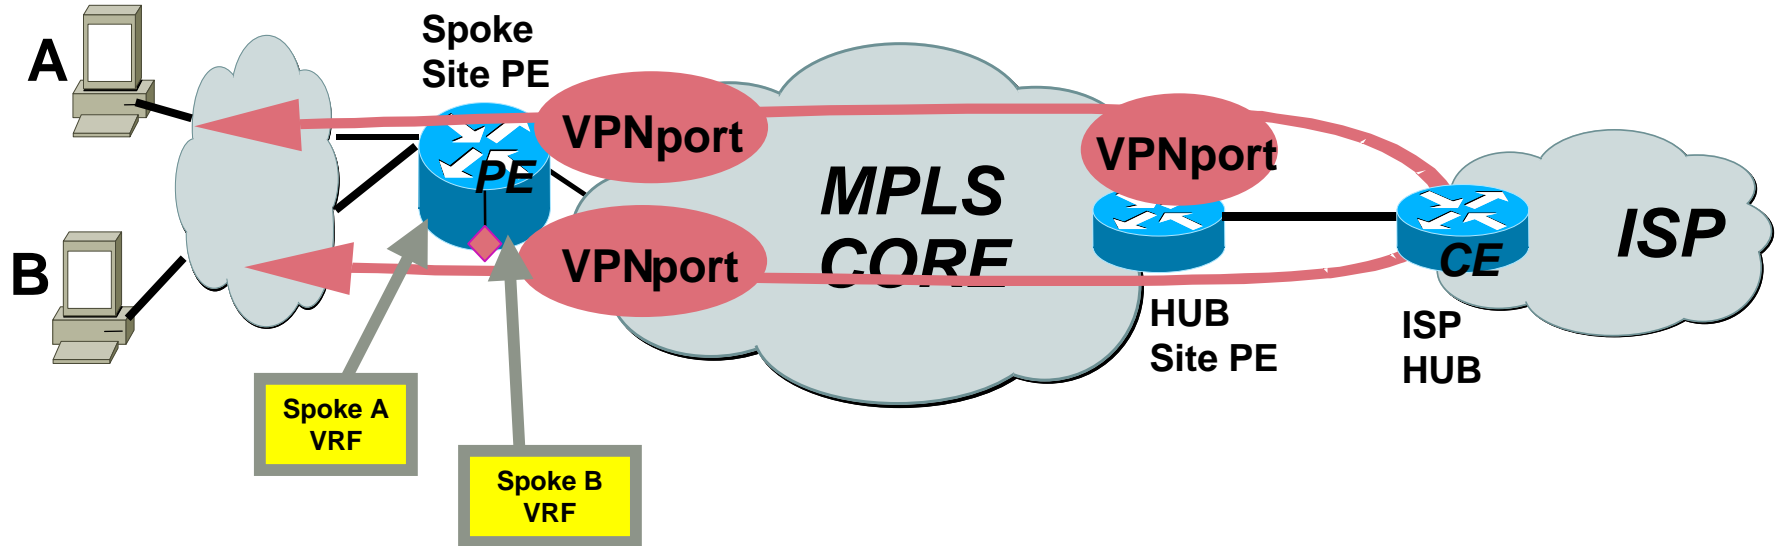 A
Spoke
Site PE
VPNport
VPNport
PE
MPLS
CORE
B
VPNport
CE
ISP
HUB
Site PE
ISP
HUB
Spoke A
VRF
Spoke B
VRF